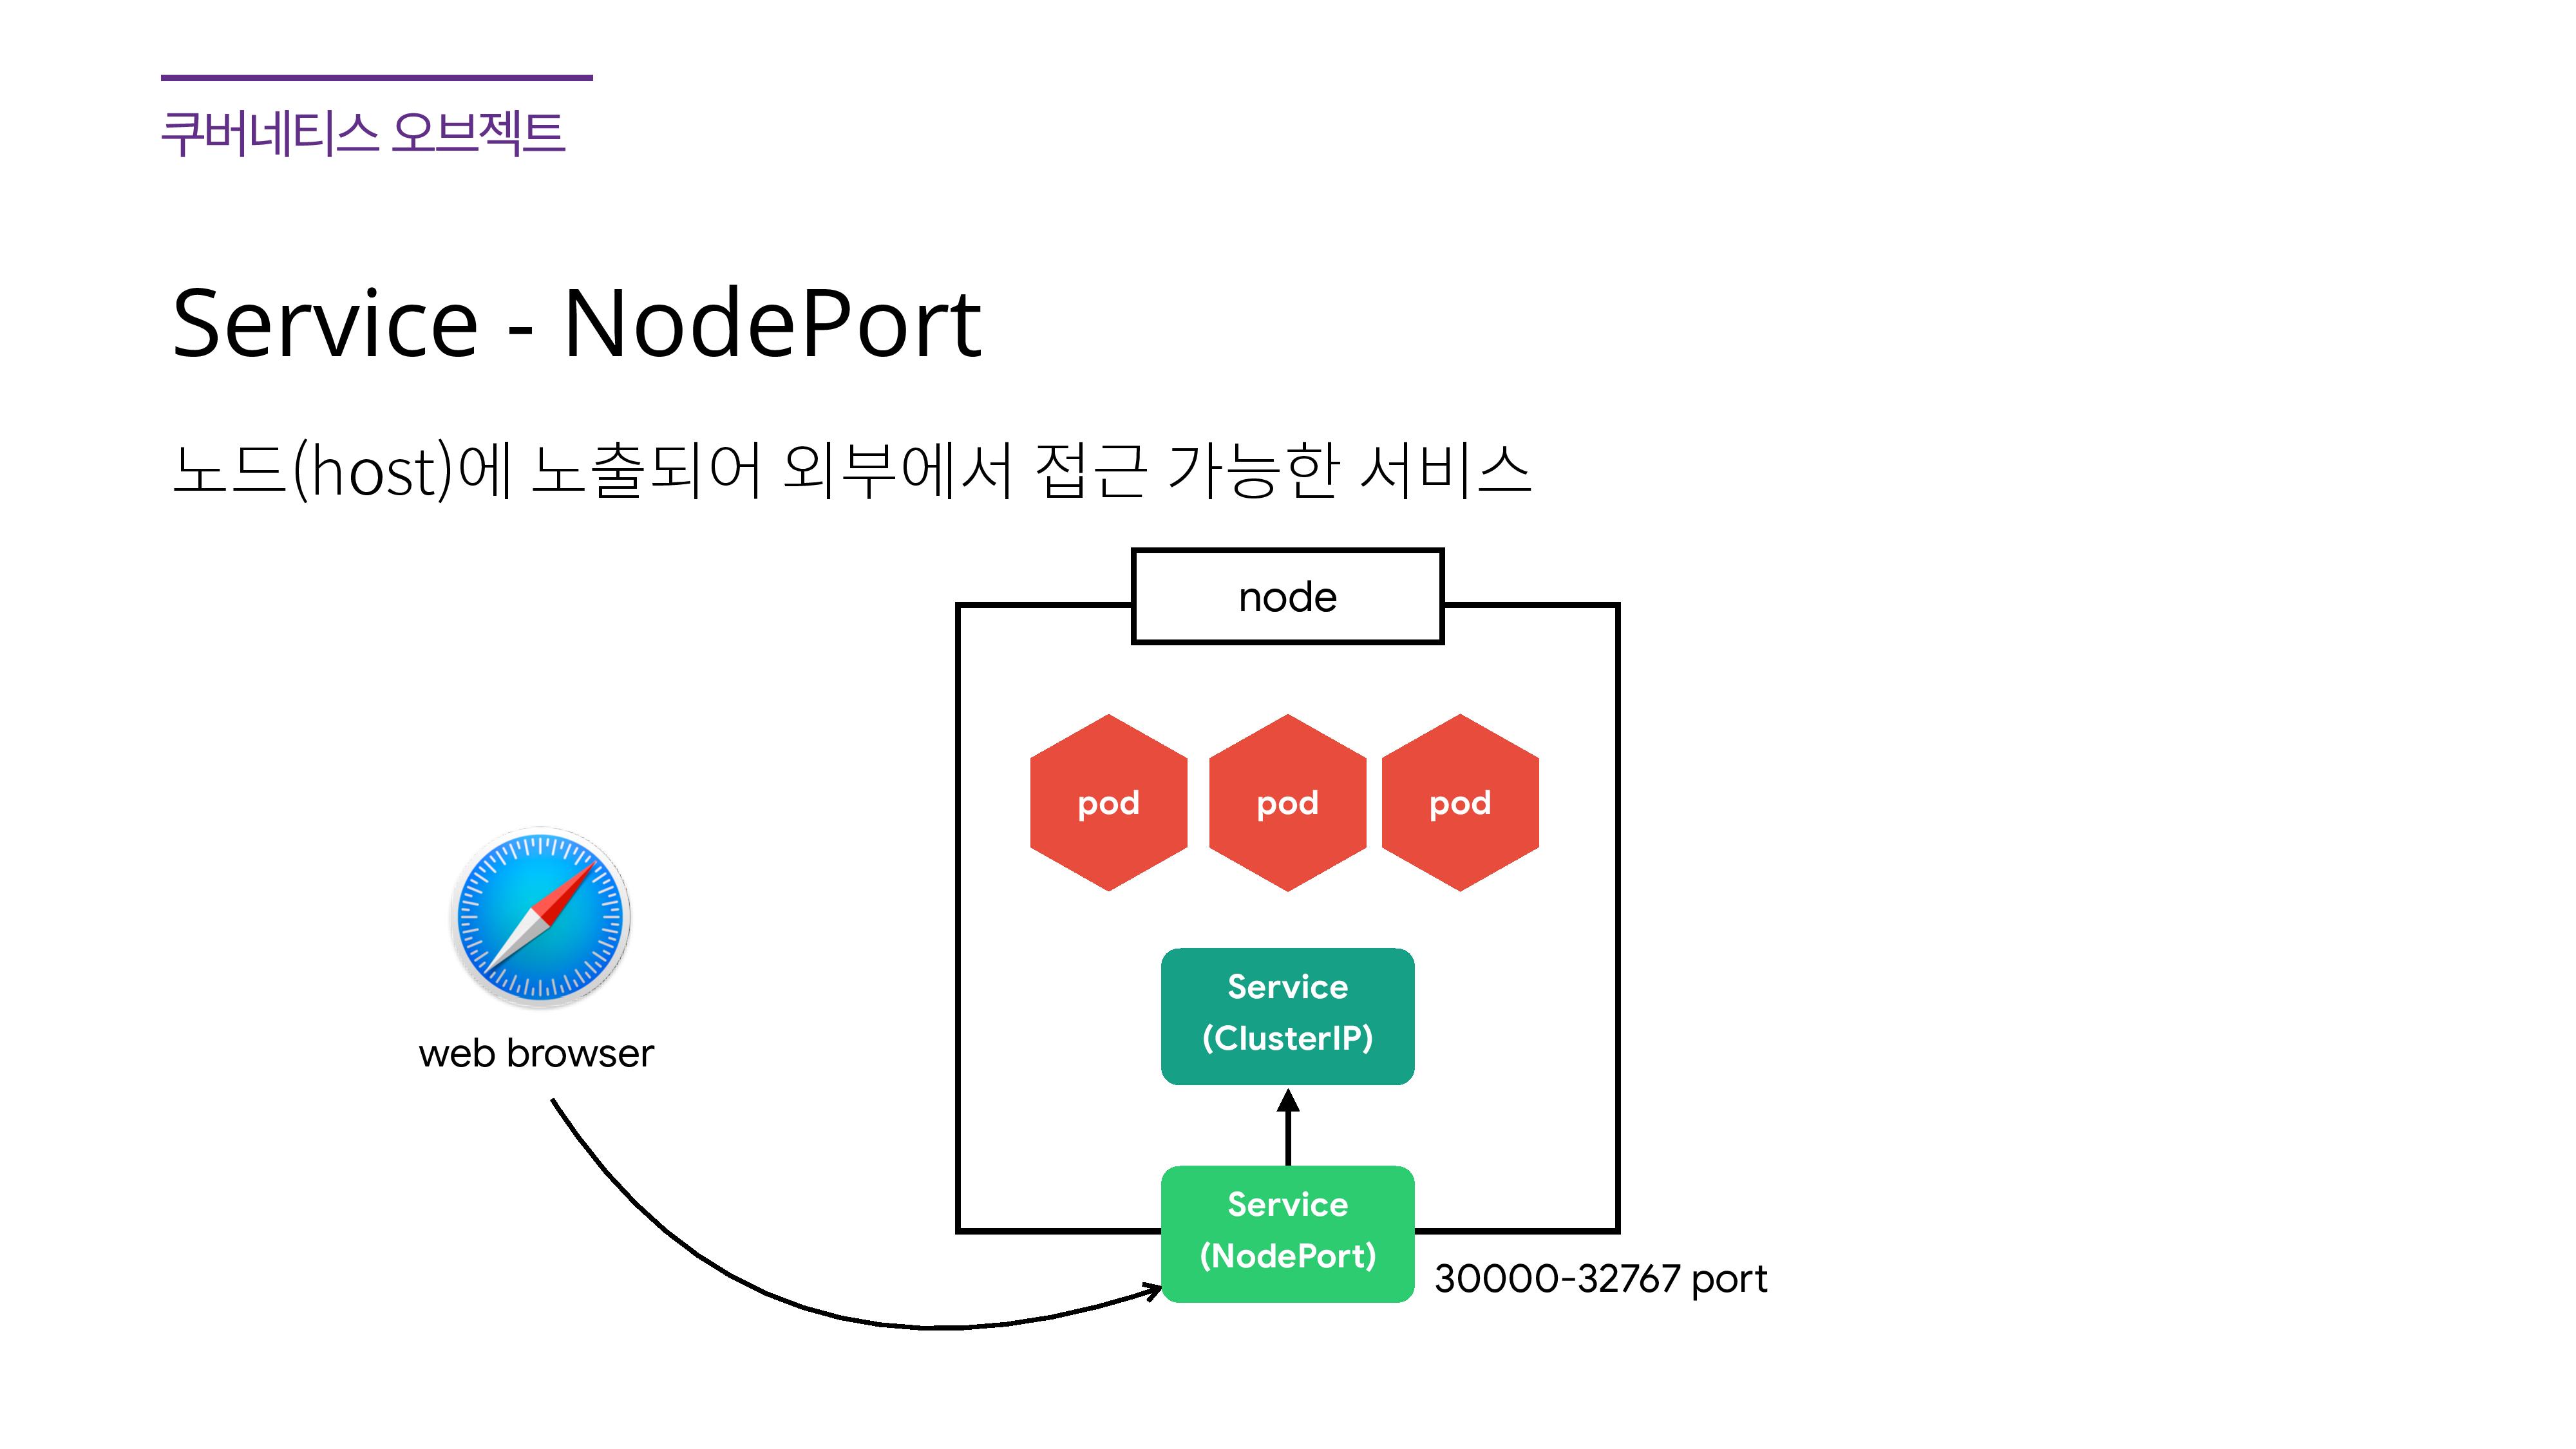 쿠버네티스 오브젝트
Service - NodePort
노드(host)에 노출되어 외부에서 접근 가능한 서비스
node
pod
pod
pod
Service
(ClusterIP)
web browser
Service
(NodePort)
30000-32767 port